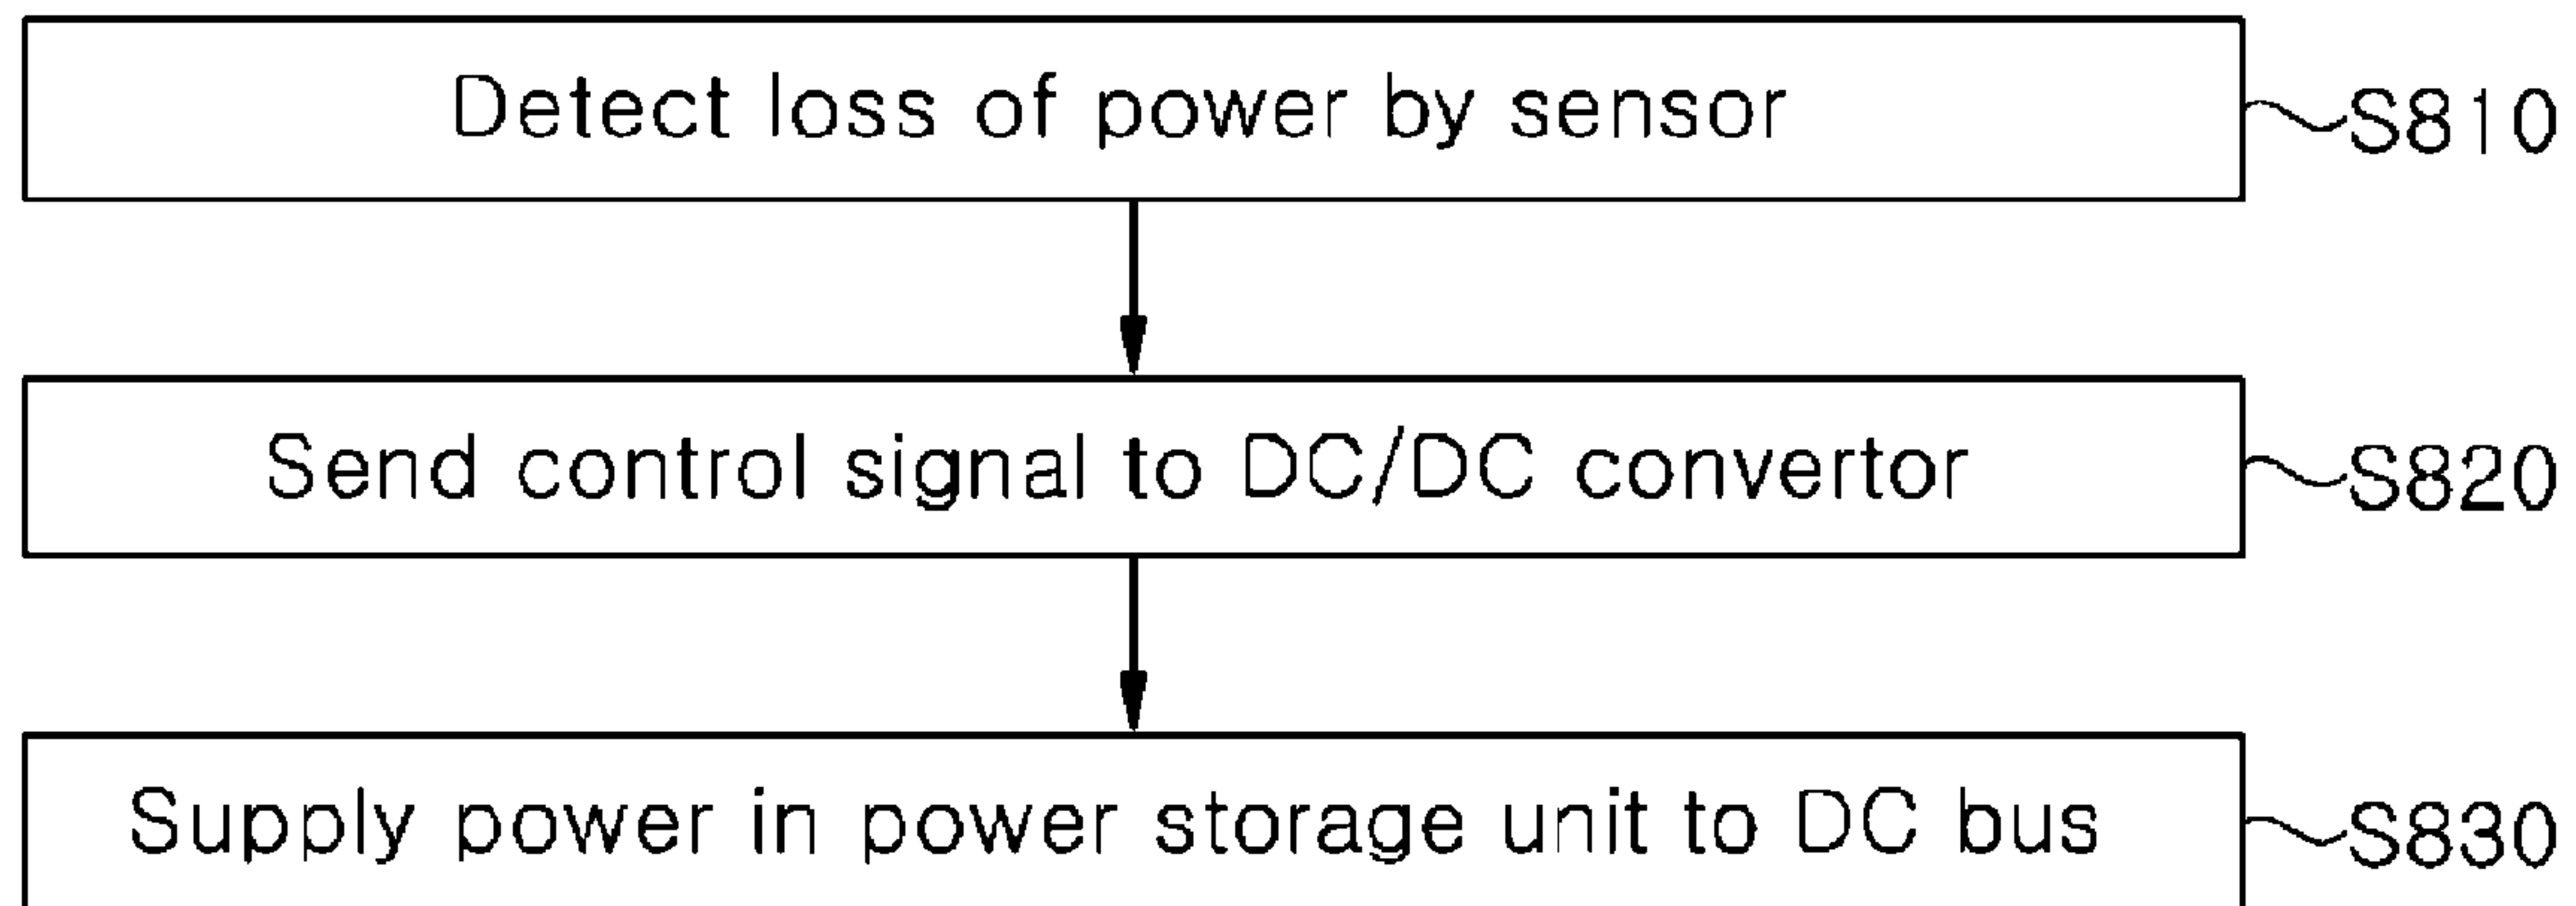 Detect loss of power by sensor
S810
Send control signal to DC/DC convertor
S820
Supply power in power storage unit to DC bus
S830